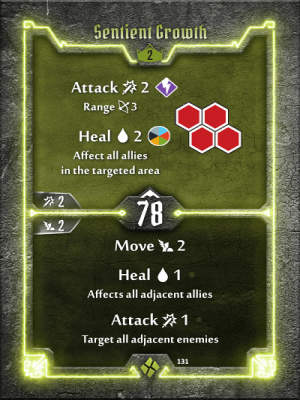 Sentient Growth
2
Attack 2
Range 3
Heal 2
Affect all allies
in the targeted area
2
78
2
Move 2
Heal 1
Affects all adjacent allies
Attack 1
Target all adjacent enemies
131